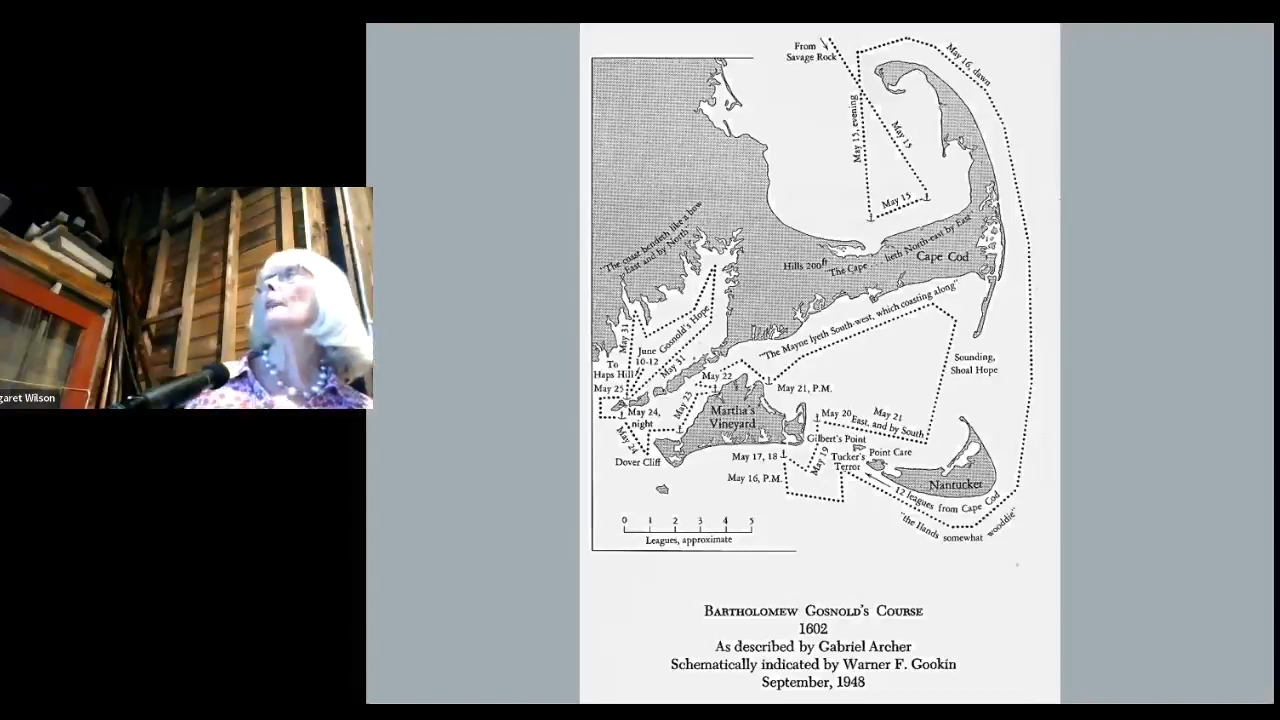 From
Savage Rock
May 16, dawn
May 15, evening
May 15
May 15
"The coast bendeth like a bow
East and by North"
Hills 200ft
The Cape
lieth North-east by East"
Cape Cod
"The Mayne lyeth South-west, which coasting along"
Gosnold's Hope
May 31
June
10-12
May 31
To
Haps Hill
May 25
May 22
May 23
May 24,
night
May 24
May 21, P.M.
Martha's
Vineyard
May 20
May 21
East, and by South
Sounding,
Shoal Hope
Gilbert's Point
Tucker's
Terror
Point Care
Dover Cliff
May 17, 18
May 19
May 16, P.M.
Nantucket
12 leagues from Cape Cod
"the Ilands somewhat wooddie"
0 1 2 3 4 5
Leagues, approximate
Bartholomew Gosnold's Course
1602
As described by Gabriel Archer
Schematically indicated by Warner F. Gookin
September, 1948
garet Wilson